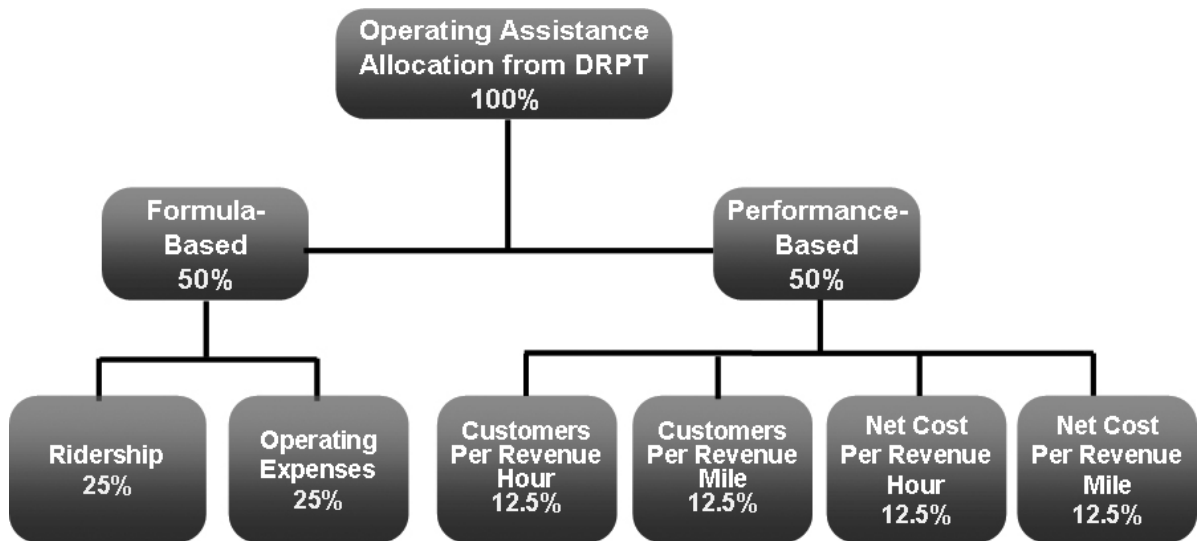 Operating Assistance
Allocation from DRPT
100%
Formula-
Based
50%
Performance-
Based
50%
Ridership
25%
Operating
Expenses
25%
Customers
Per Revenue
Hour
12.5%
Customers
Per Revenue
Mile
12.5%
Net Cost
Per Revenue
Hour
12.5%
Net Cost
Per Revenue
Mile
12.5%